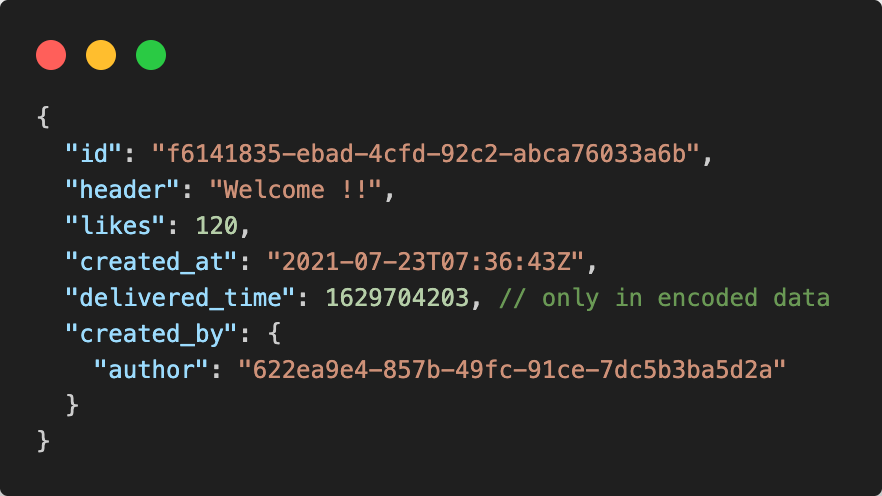 {
  "id": "f6141835-ebad-4cfd-92c2-abca76033a6b",
  "header": "Welcome !!",
  "likes": 120,
  "created_at": "2021-07-23T07:36:43Z",
  "delivered_time": 1629704203, // only in encoded data
  "created_by": {
    "author": "622ea9e4-857b-49fc-91ce-7dc5b3ba5d2a"
  }
}